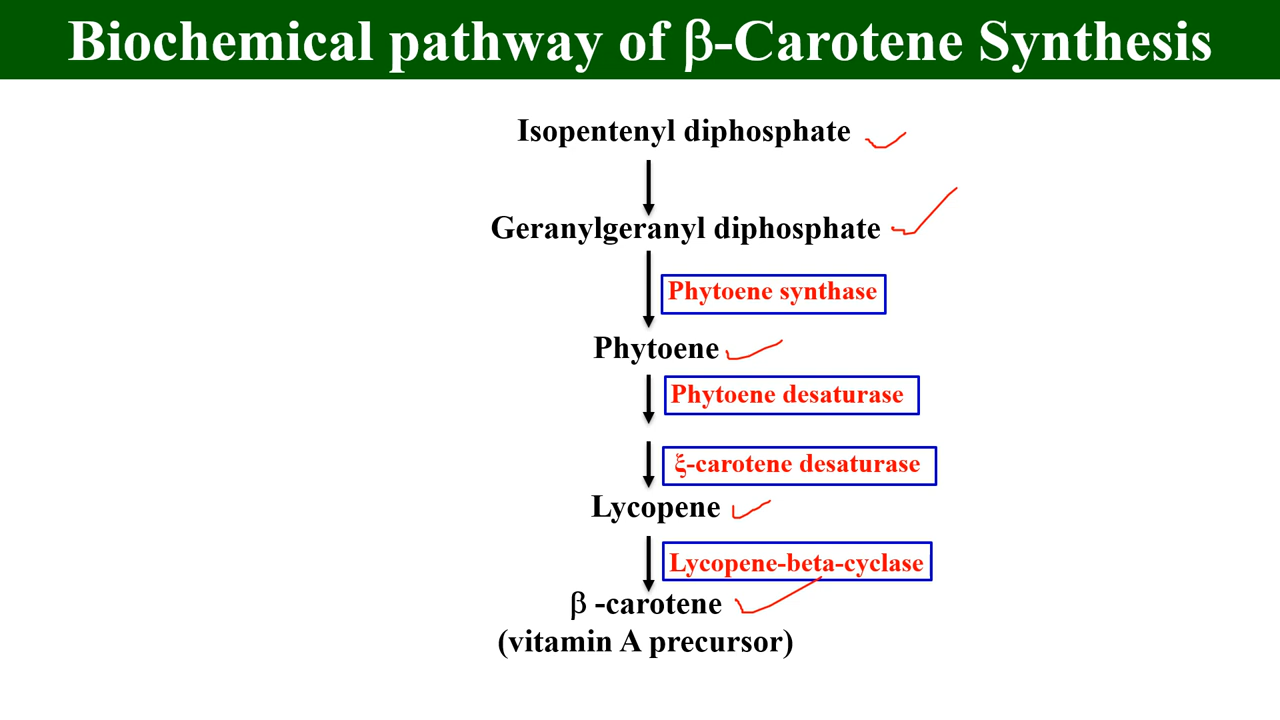 Biochemical pathway of β-Carotene Synthesis
Isopentenyl diphosphate
Geranylgeranyl diphosphate
Phytoene synthase
Phytoene
Phytoene desaturase
ξ-carotene desaturase
Lycopene
Lycopene-beta-cyclase
β -carotene
(vitamin A precursor)